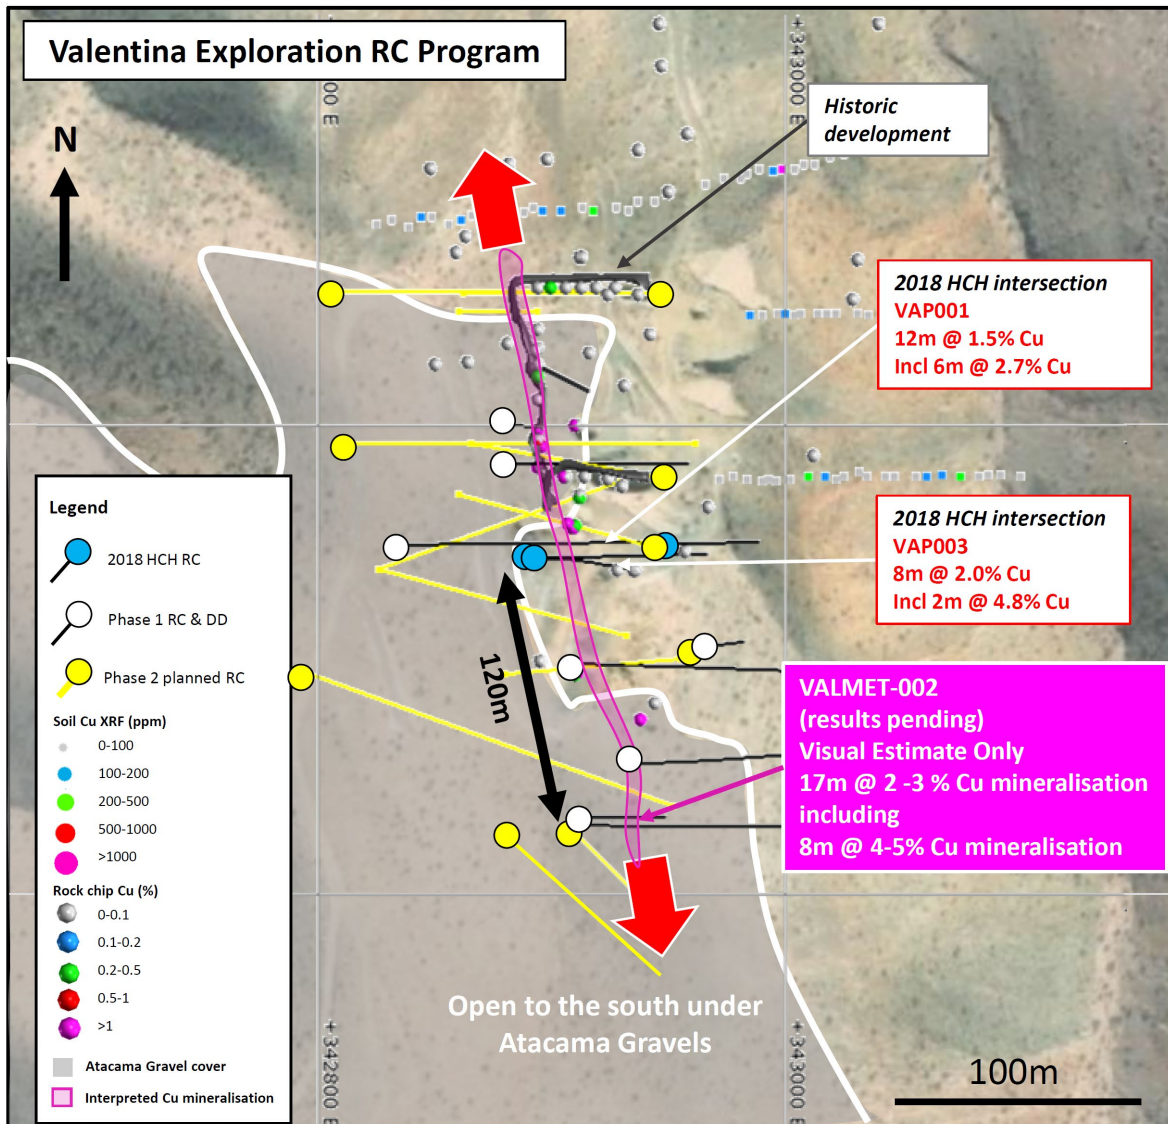 Valentina Exploration RC Program
N
00 E
+343000 E
Historic
development
2018 HCH intersection
VAP001
12m @ 1.5% Cu
Incl 6m @ 2.7% Cu
2018 HCH intersection
VAP003
8m @ 2.0% Cu
Incl 2m @ 4.8% Cu
120m
VALMET-002
(results pending)
Visual Estimate Only
17m @ 2 -3 % Cu mineralisation
including
8m @ 4-5% Cu mineralisation
Legend
2018 HCH RC
Phase 1 RC & DD
Phase 2 planned RC
Soil Cu XRF (ppm)
0-100
100-200
200-500
500-1000
>1000
Rock chip Cu (%)
0-0.1
0.1-0.2
0.2-0.5
0.5-1
>1
Atacama Gravel cover
Interpreted Cu mineralisation
Open to the south under
Atacama Gravels
+342800 E
+343000 E
100m